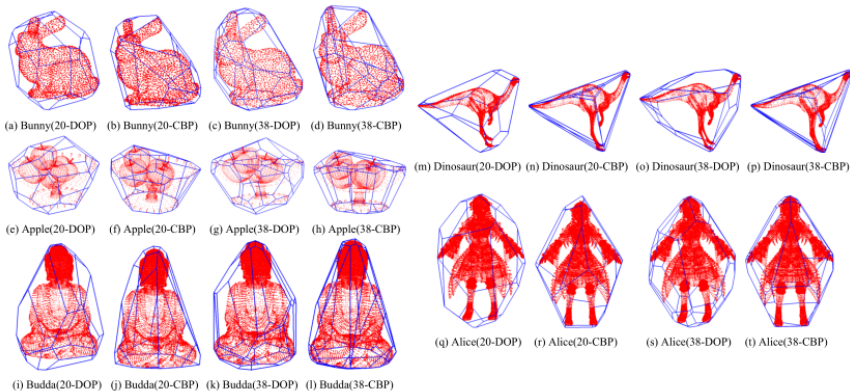 (a) Bunny(20-DOP) (b) Bunny(20-CBP) (c) Bunny(38-DOP) (d) Bunny(38-CBP)
(e) Apple(20-DOP) (f) Apple(20-CBP) (g) Apple(38-DOP) (h) Apple(38-CBP)
(i) Budda(20-DOP) (j) Budda(20-CBP) (k) Budda(38-DOP) (l) Budda(38-CBP)
(m) Dinosaur(20-DOP) (n) Dinosaur(20-CBP) (o) Dinosaur(38-DOP) (p) Dinosaur(38-CBP)
(q) Alice(20-DOP) (r) Alice(20-CBP) (s) Alice(38-DOP) (t) Alice(38-CBP)